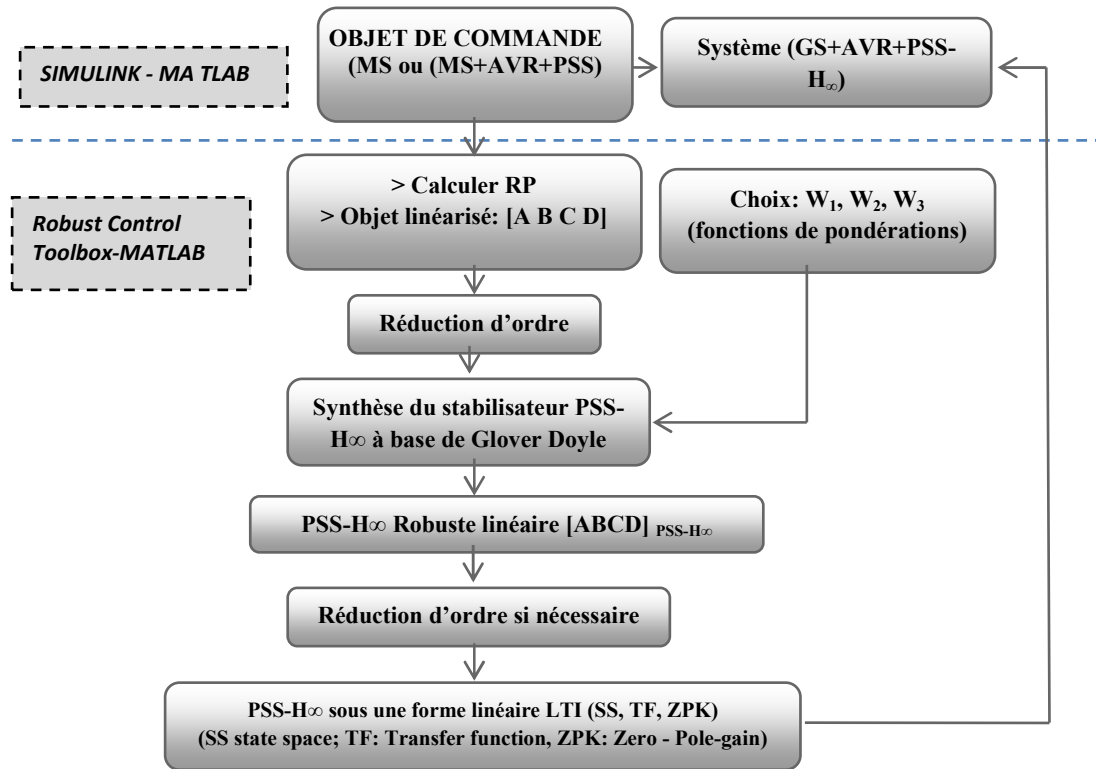 OBJET DE COMMANDE
(MS ou (MS+AVR+PSS)
Système (GS+AVR+PSS-
H∞)
SIMULINK - MA TLAB
> Calculer RP
> Objet linéarisé: [A B C D]
Choix: W1, W2, W3
(fonctions de pondérations)
Robust Control
Toolbox-MATLAB
Réduction d’ordre
Synthèse du stabilisateur PSS-
H∞ à base de Glover Doyle
PSS-H∞ Robuste linéaire [ABCD] PSS-H∞
Réduction d’ordre si nécessaire
PSS-H∞ sous une forme linéaire LTI (SS, TF, ZPK)
(SS state space; TF: Transfer function, ZPK: Zero - Pole-gain)